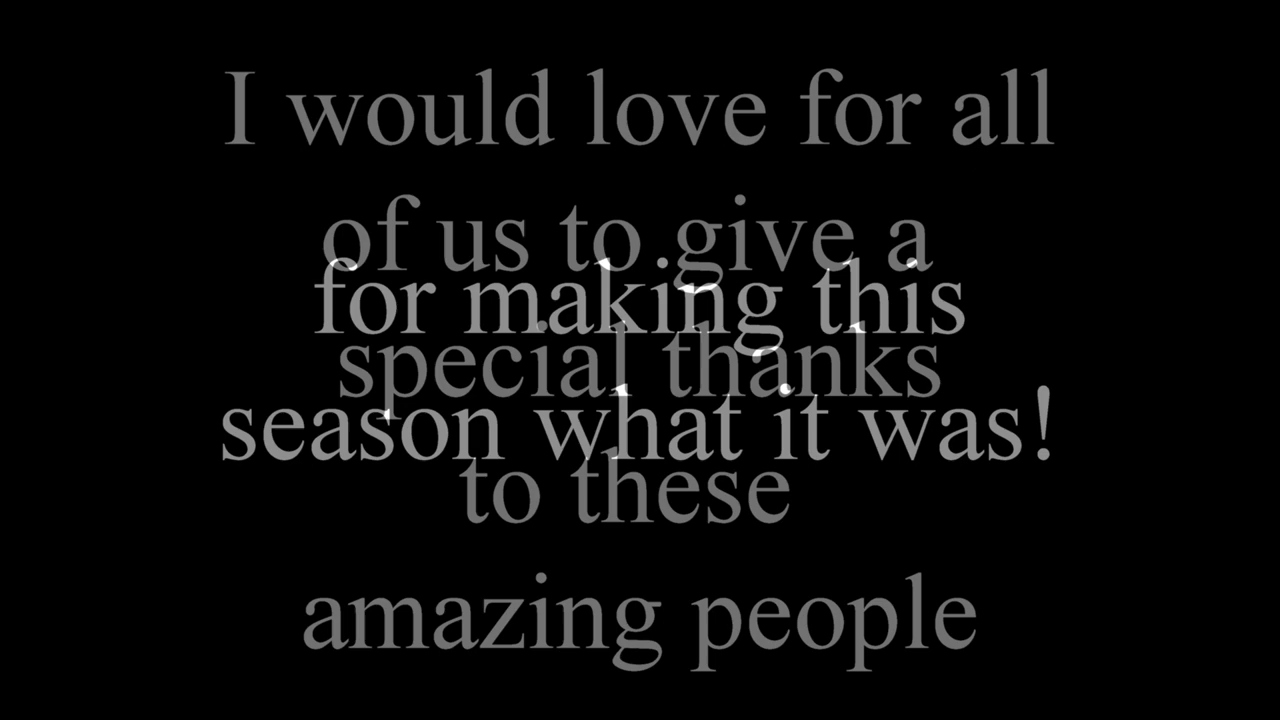 I would love for all
of us to give a
special thanks
to these
amazing people
for making this
season what it was!